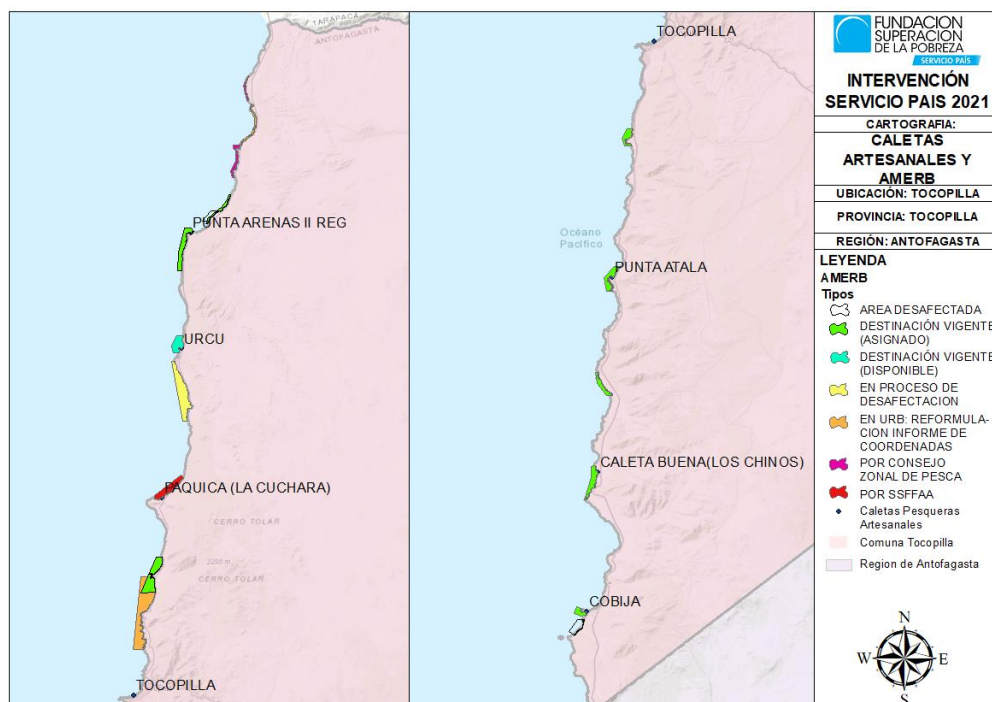 TARAPACA
ANTOFAGASTA
PUNTA ARENAS II REG
URCU
PAQUICA (LA CUCHARA)
CERRO TOLAR
2290 m
CERRO TOLAR
TOCOPILLA
TOCOPILLA
Océano
Pacífico
PUNTA ATALA
CALETA BUENA(LOS CHINOS)
COBIJA
FUNDACION
SUPERACION
DE LA POBREZA
SERVICIO PAÍS
INTERVENCIÓN
SERVICIO PAIS 2021
CARTOGRAFIA:
CALETAS
ARTESANALES Y
AMERB
UBICACIÓN: TOCOPILLA
PROVINCIA: TOCOPILLA
REGIÓN: ANTOFAGASTA
LEYENDA
AMERB
Tipos
AREA DESAFECTADA
DESTINACIÓN VIGENTE
(ASIGNADO)
DESTINACIÓN VIGENTE
(DISPONIBLE)
EN PROCESO DE
DESAFECTACION
EN URB: REFORMULA-
CION INFORME DE
COORDENADAS
POR CONSEJO
ZONAL DE PESCA
POR SSFFAA
Caletas Pesqueras
Artesanales
Comuna Tocopilla
Region de Antofagasta
N
W E
S